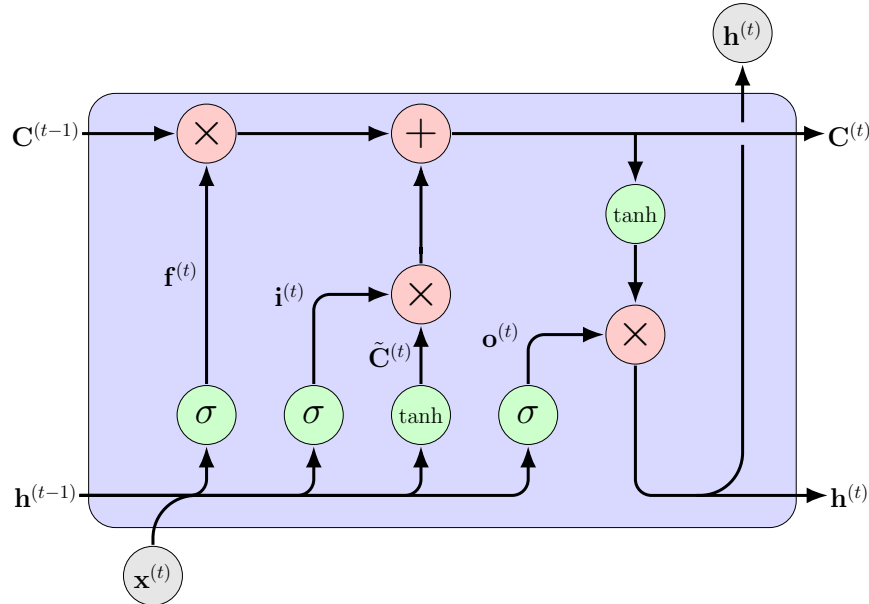 𝐡⁽ᵗ⁾
𝐂⁽ᵗ⁻¹⁾
×
+
𝐂⁽ᵗ⁾
tanh
𝐟⁽ᵗ⁾
𝐢⁽ᵗ⁾
×
𝐨⁽ᵗ⁾
×
𝐂̃⁽ᵗ⁾
σ
σ
tanh
σ
𝐡⁽ᵗ⁻¹⁾
𝐡⁽ᵗ⁾
𝐱⁽ᵗ⁾